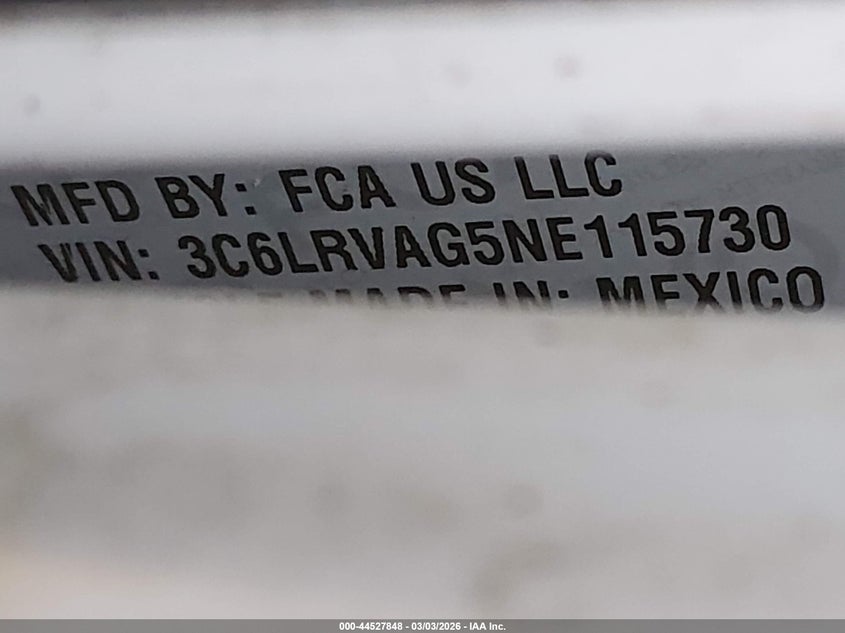 MFD BY: FCA US LLC
VIN: 3C6LRVAG5NE115730
MADE IN: MEXICO
000-44527848 - 03/03/2026 - IAA Inc.